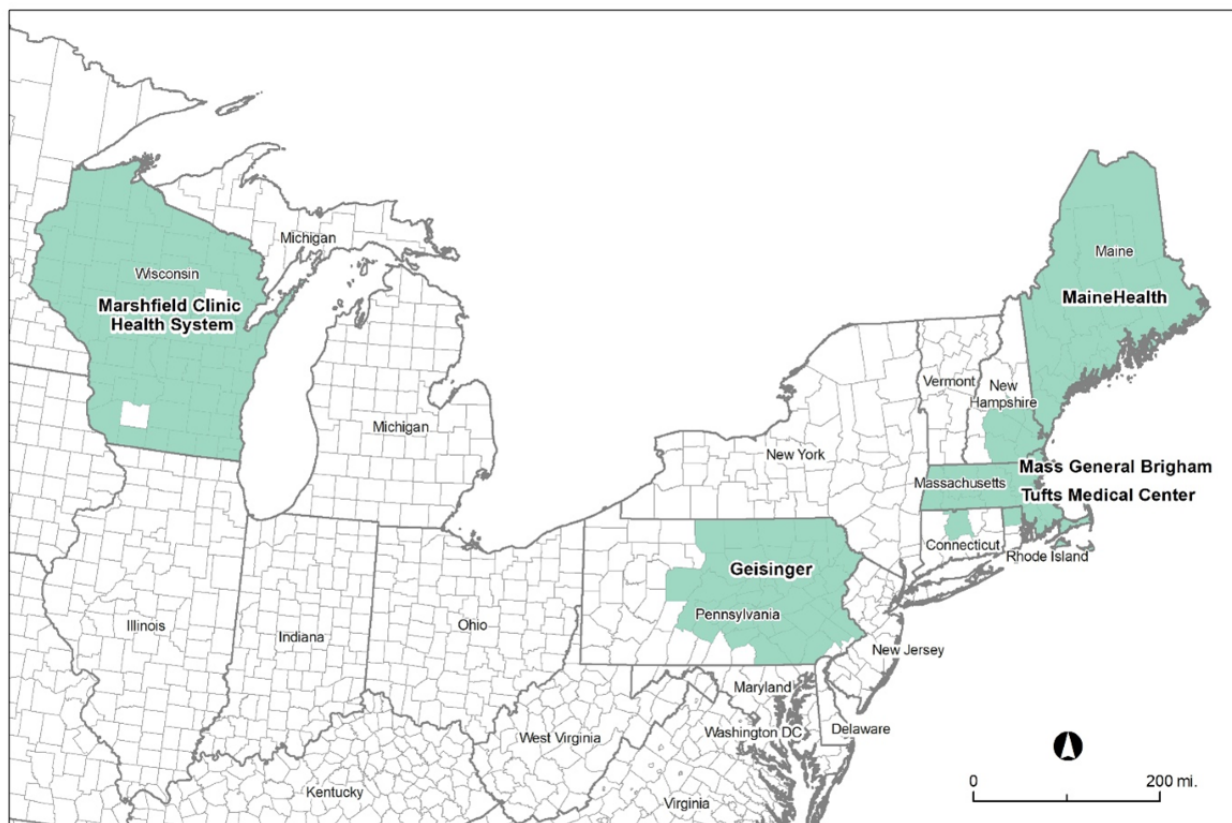 Michigan
Wisconsin
Marshfield Clinic
Health System
Maine
MaineHealth
Vermont
New
Hampshire
Michigan
New York
Mass General Brigham
Massachusetts
Tufts Medical Center
Connecticut
Rhode Island
Geisinger
Pennsylvania
Illinois
Indiana
Ohio
New Jersey
Maryland
Delaware
Washington DC
West Virginia
Kentucky
Virginia
0
200 mi.